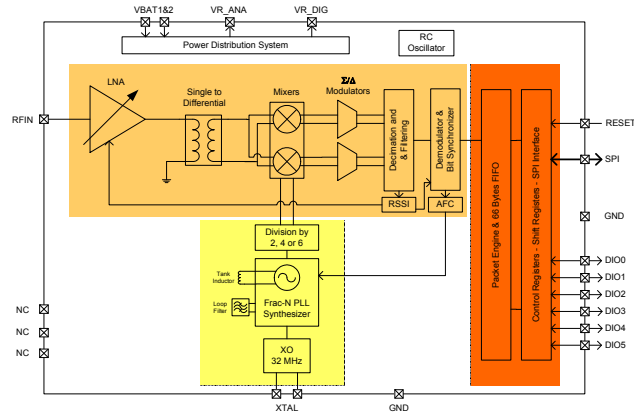 VBAT1&2
VR_ANA
VR_DIG
Power Distribution System
RC
Oscillator
LNA
Single to
Differential
Mixers
Σ/Δ
Modulators
RFIN
Decimation and
& Filtering
Demodulator &
Bit Synchronizer
RSSI
AFC
Packet Engine & 66 Bytes FIFO
Control Registers - Shift Registers - SPI Interface
RESET
SPI
GND
Division by
2, 4 or 6
Tank
Inductor
Loop
Filter
Frac-N PLL
Synthesizer
XO
32 MHz
NC
NC
NC
DIO0
DIO1
DIO2
DIO3
DIO4
DIO5
XTAL
GND